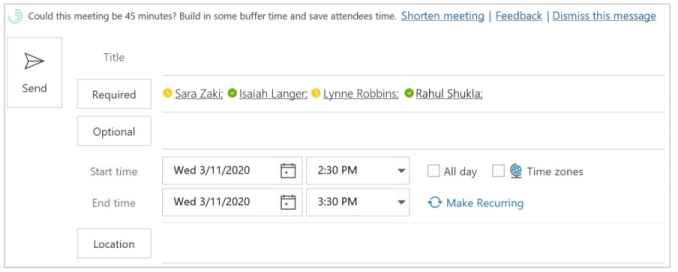 Could this meeting be 45 minutes? Build in some buffer time and save attendees time. Shorten meeting | Feedback | Dismiss this message
Send
Title
Required Sara Zaki; Isaiah Langer; Lynne Robbins; Rahul Shukla;
Optional
Start time Wed 3/11/2020 2:30 PM All day Time zones
End time Wed 3/11/2020 3:30 PM Make Recurring
Location